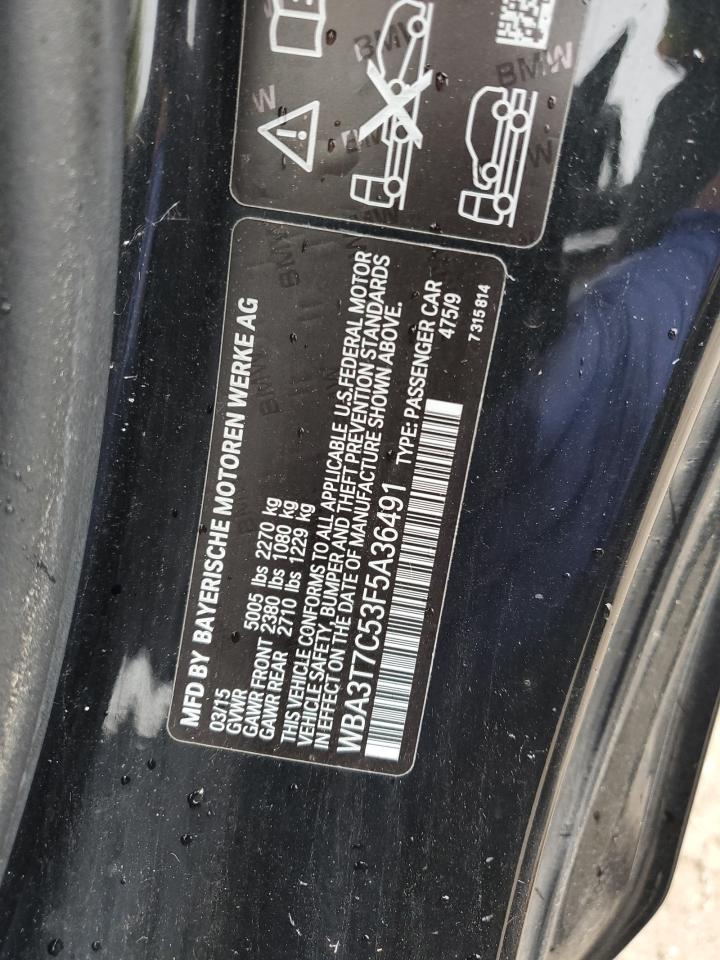 MFD BY BAYERISCHE MOTOREN WERKE AG
03/15
GVWR 5005 lbs 2270 kg
GAWR FRONT 2380 lbs 1080 kg
GAWR REAR 2710 lbs 1229 kg
THIS VEHICLE CONFORMS TO ALL APPLICABLE U.S.FEDERAL MOTOR
VEHICLE SAFETY, BUMPER AND THEFT PREVENTION STANDARDS
IN EFFECT ON THE DATE OF MANUFACTURE SHOWN ABOVE.
WBA3T7C53F5A36491 TYPE: PASSENGER CAR
475/9
7 315 814